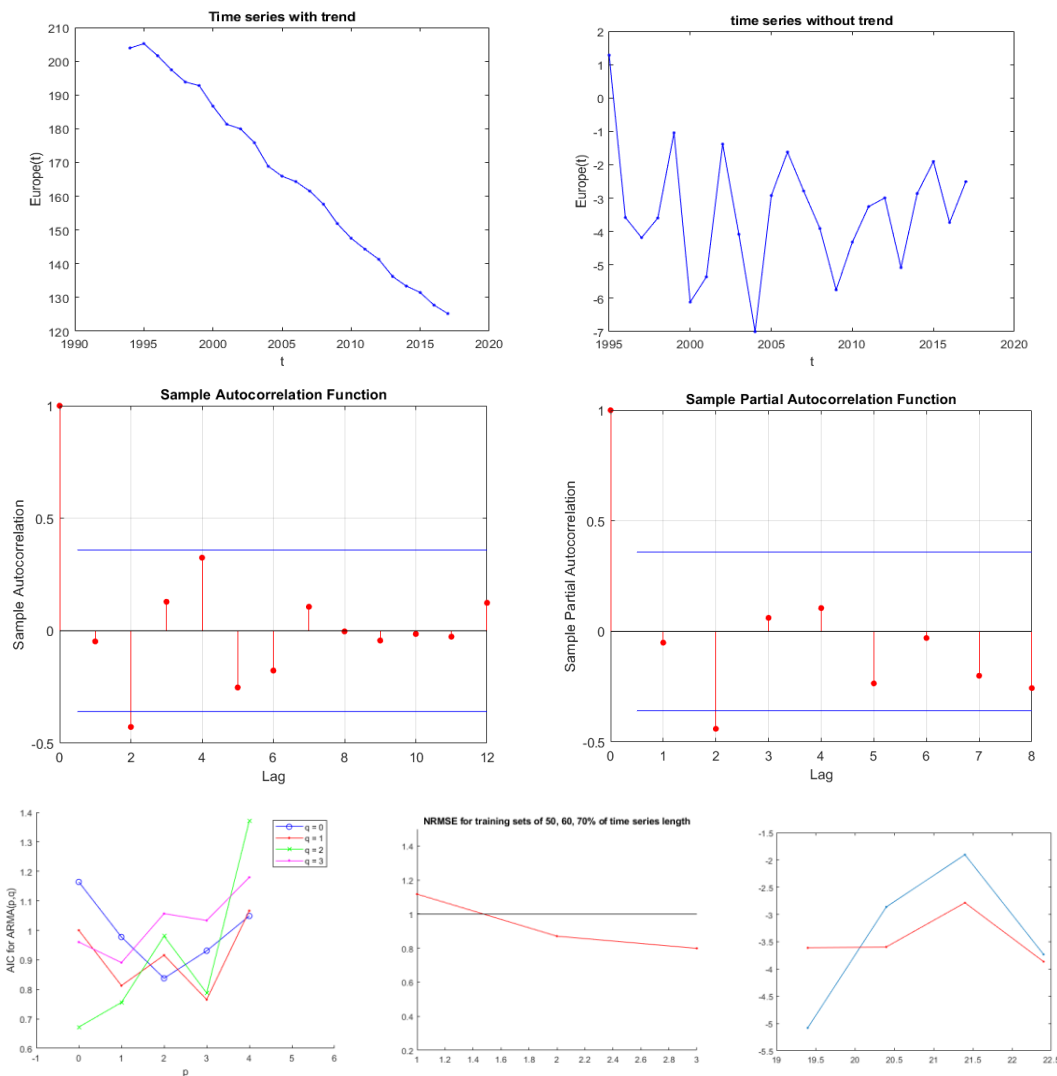 Time series with trend
210
200
190
180
170
160
150
140
130
120
Europe(t)
1990 1995 2000 2005 2010 2015 2020
t
time series without trend
2
1
0
-1
-2
-3
-4
-5
-6
-7
Europe(t)
1995 2000 2005 2010 2015 2020
t
Sample Autocorrelation Function
1
0.5
0
-0.5
Sample Autocorrelation
0 2 4 6 8 10 12
Lag
Sample Partial Autocorrelation Function
1
0.5
0
-0.5
Sample Partial Autocorrelation
0 1 2 3 4 5 6 7 8
Lag
1.4
1.3
1.2
1.1
1
0.9
0.8
0.7
0.6
AIC for ARMA(p,q)
q = 0
q = 1
q = 2
q = 3
-1 0 1 2 3 4 5 6
p
NRMSE for training sets of 50, 60, 70% of time series length
1.4
1.2
1
0.8
0.6
0.4
0.2
1 1.2 1.4 1.6 1.8 2 2.2 2.4 2.6 2.8 3
-1.5
-2
-2.5
-3
-3.5
-4
-4.5
-5
-5.5
19 19.5 20 20.5 21 21.5 22 22.5